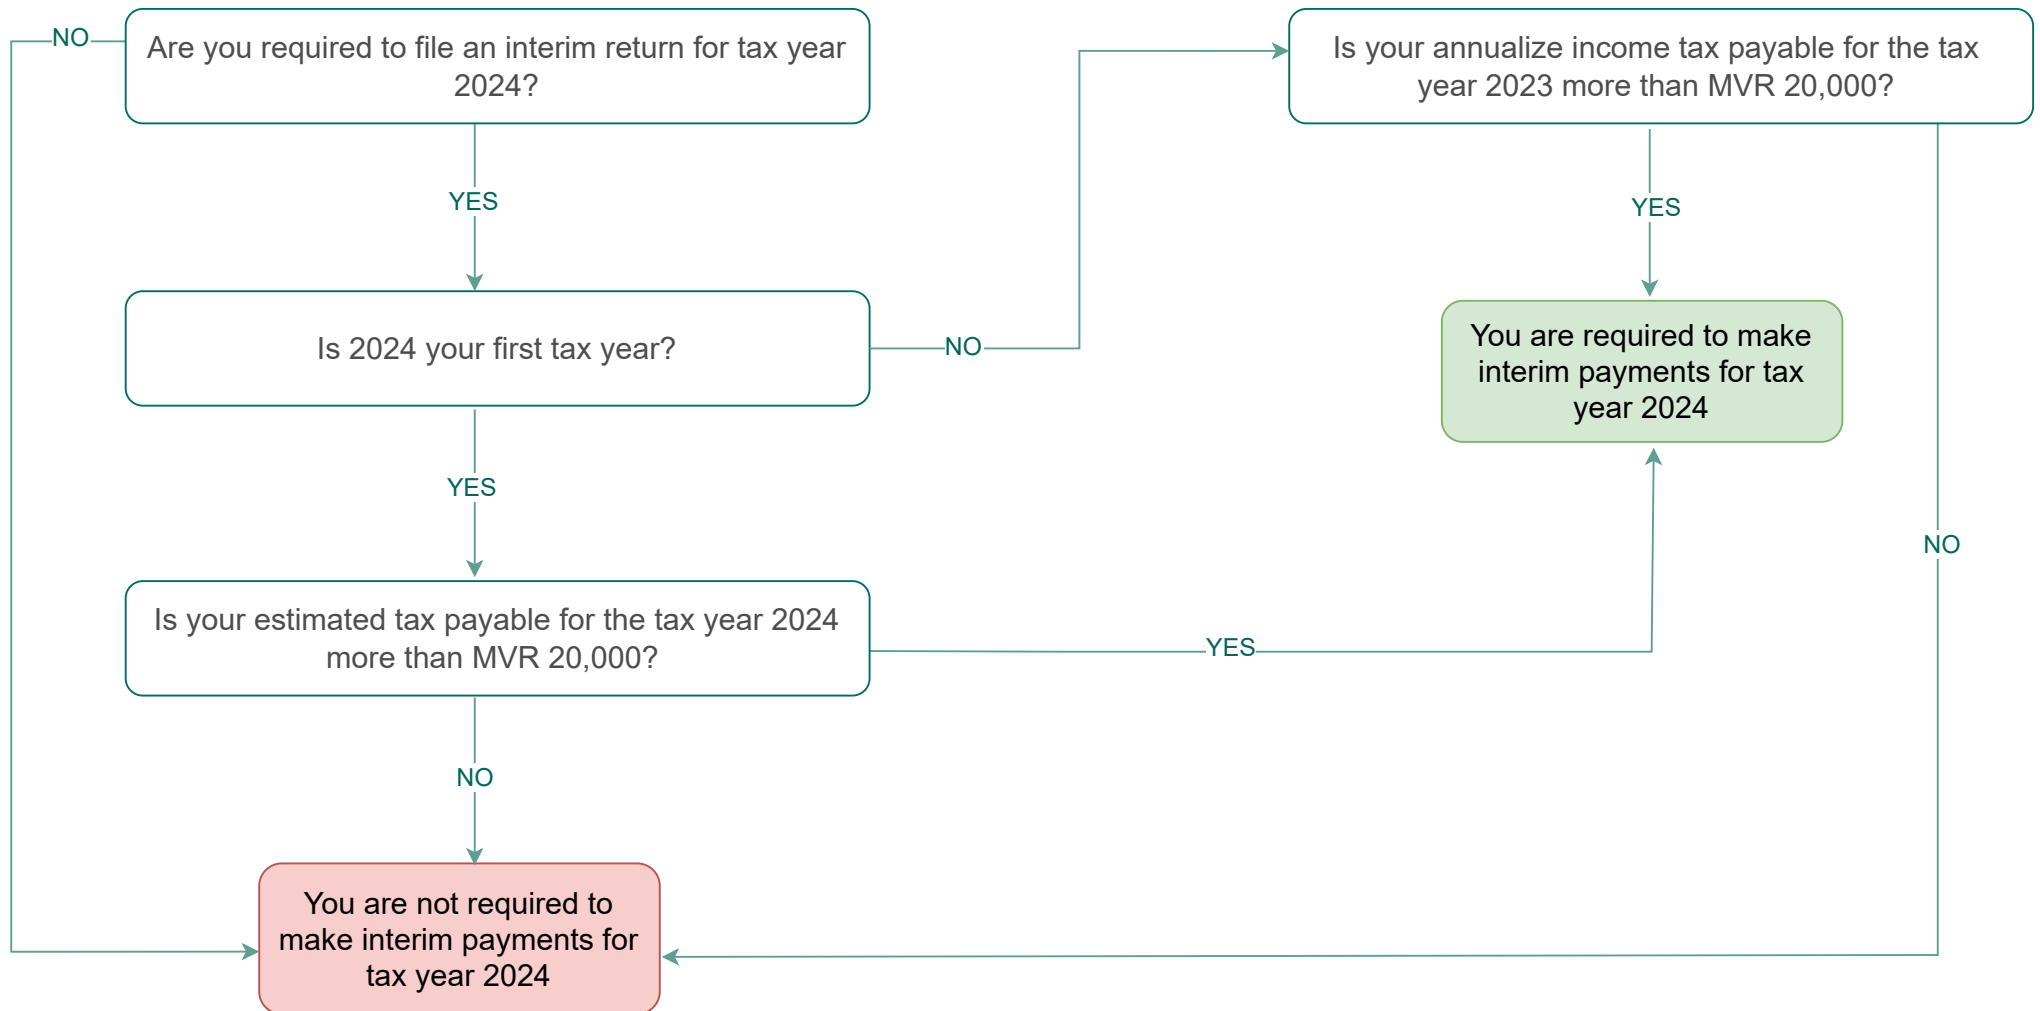 NO
Are you required to file an interim return for tax year
2024?
Is your annualize income tax payable for the tax
year 2023 more than MVR 20,000?
YES
YES
Is 2024 your first tax year?
NO
You are required to make
interim payments for tax
year 2024
YES
NO
Is your estimated tax payable for the tax year 2024
more than MVR 20,000?
YES
NO
You are not required to
make interim payments for
tax year 2024